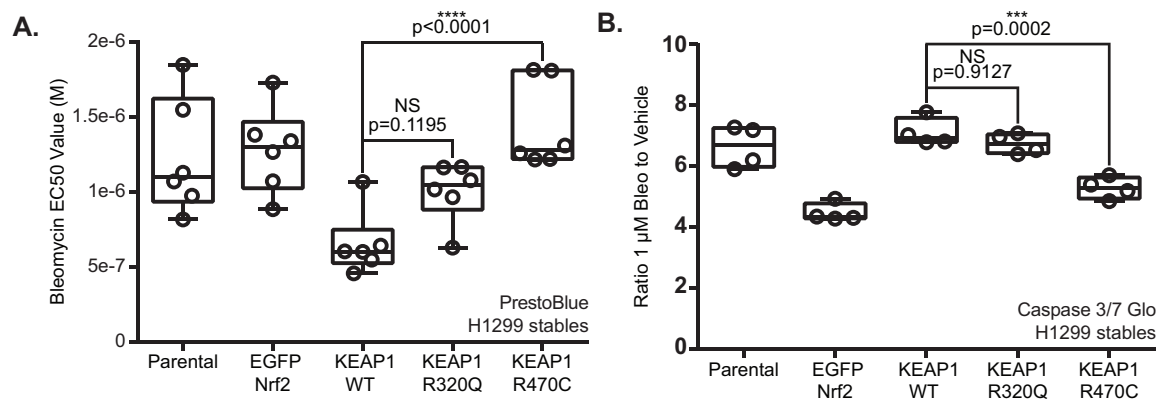 A.
Bleomycin EC50 Value (M)
2e-6
1.5e-6
1e-6
5e-7
0
****
p<0.0001
NS
p=0.1195
PrestoBlue
H1299 stables
Parental
EGFP
Nrf2
KEAP1
WT
KEAP1
R320Q
KEAP1
R470C
B.
Ratio 1 µM Bleo to Vehicle
10
8
6
4
2
0
***
p=0.0002
NS
p=0.9127
Caspase 3/7 Glo
H1299 stables
Parental
EGFP
Nrf2
KEAP1
WT
KEAP1
R320Q
KEAP1
R470C